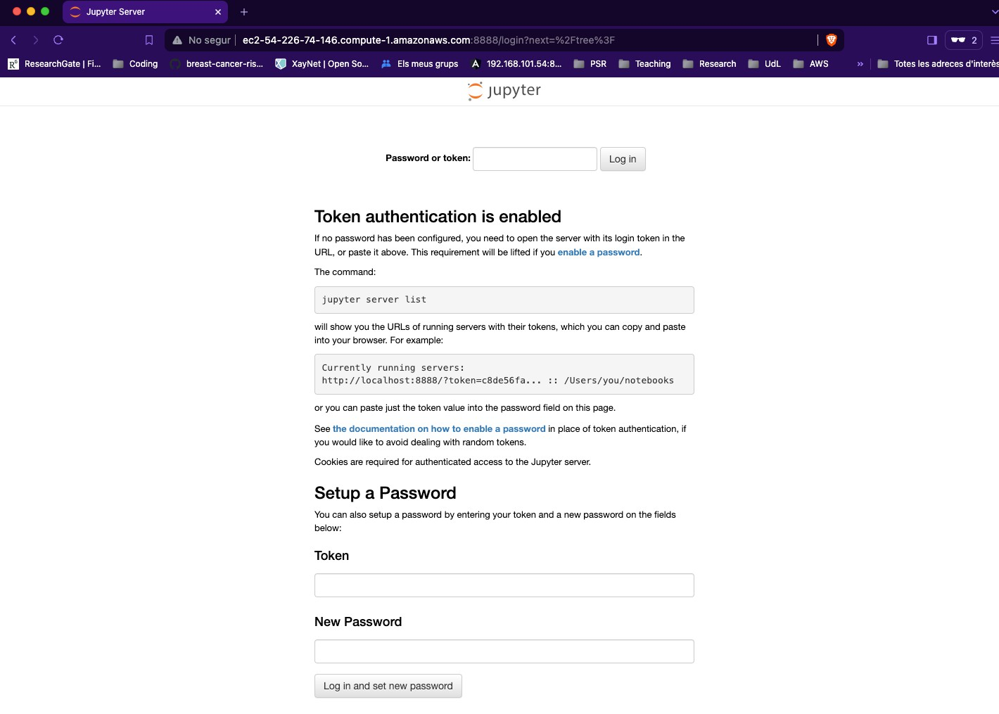 Jupyter Server
No segur
ec2-54-226-74-146.compute-1.amazonaws.com:8888/login?next=%2Ftree%3F
2
R⁶ ResearchGate | Fi...
Coding
breast-cancer-ris...
XayNet | Open So...
Els meus grups
A 192.168.101.54:8...
PSR
Teaching
Research
UdL
AWS
»
Totes les adreces d'interès
jupyter
Password or token:
Log in
Token authentication is enabled
If no password has been configured, you need to open the server with its login token in the
URL, or paste it above. This requirement will be lifted if you enable a password.
The command:
jupyter server list
will show you the URLs of running servers with their tokens, which you can copy and paste
into your browser. For example:
Currently running servers:
http://localhost:8888/?token=c8de56fa... :: /Users/you/notebooks
or you can paste just the token value into the password field on this page.
See the documentation on how to enable a password in place of token authentication, if
you would like to avoid dealing with random tokens.
Cookies are required for authenticated access to the Jupyter server.
Setup a Password
You can also setup a password by entering your token and a new password on the fields
below:
Token
New Password
Log in and set new password